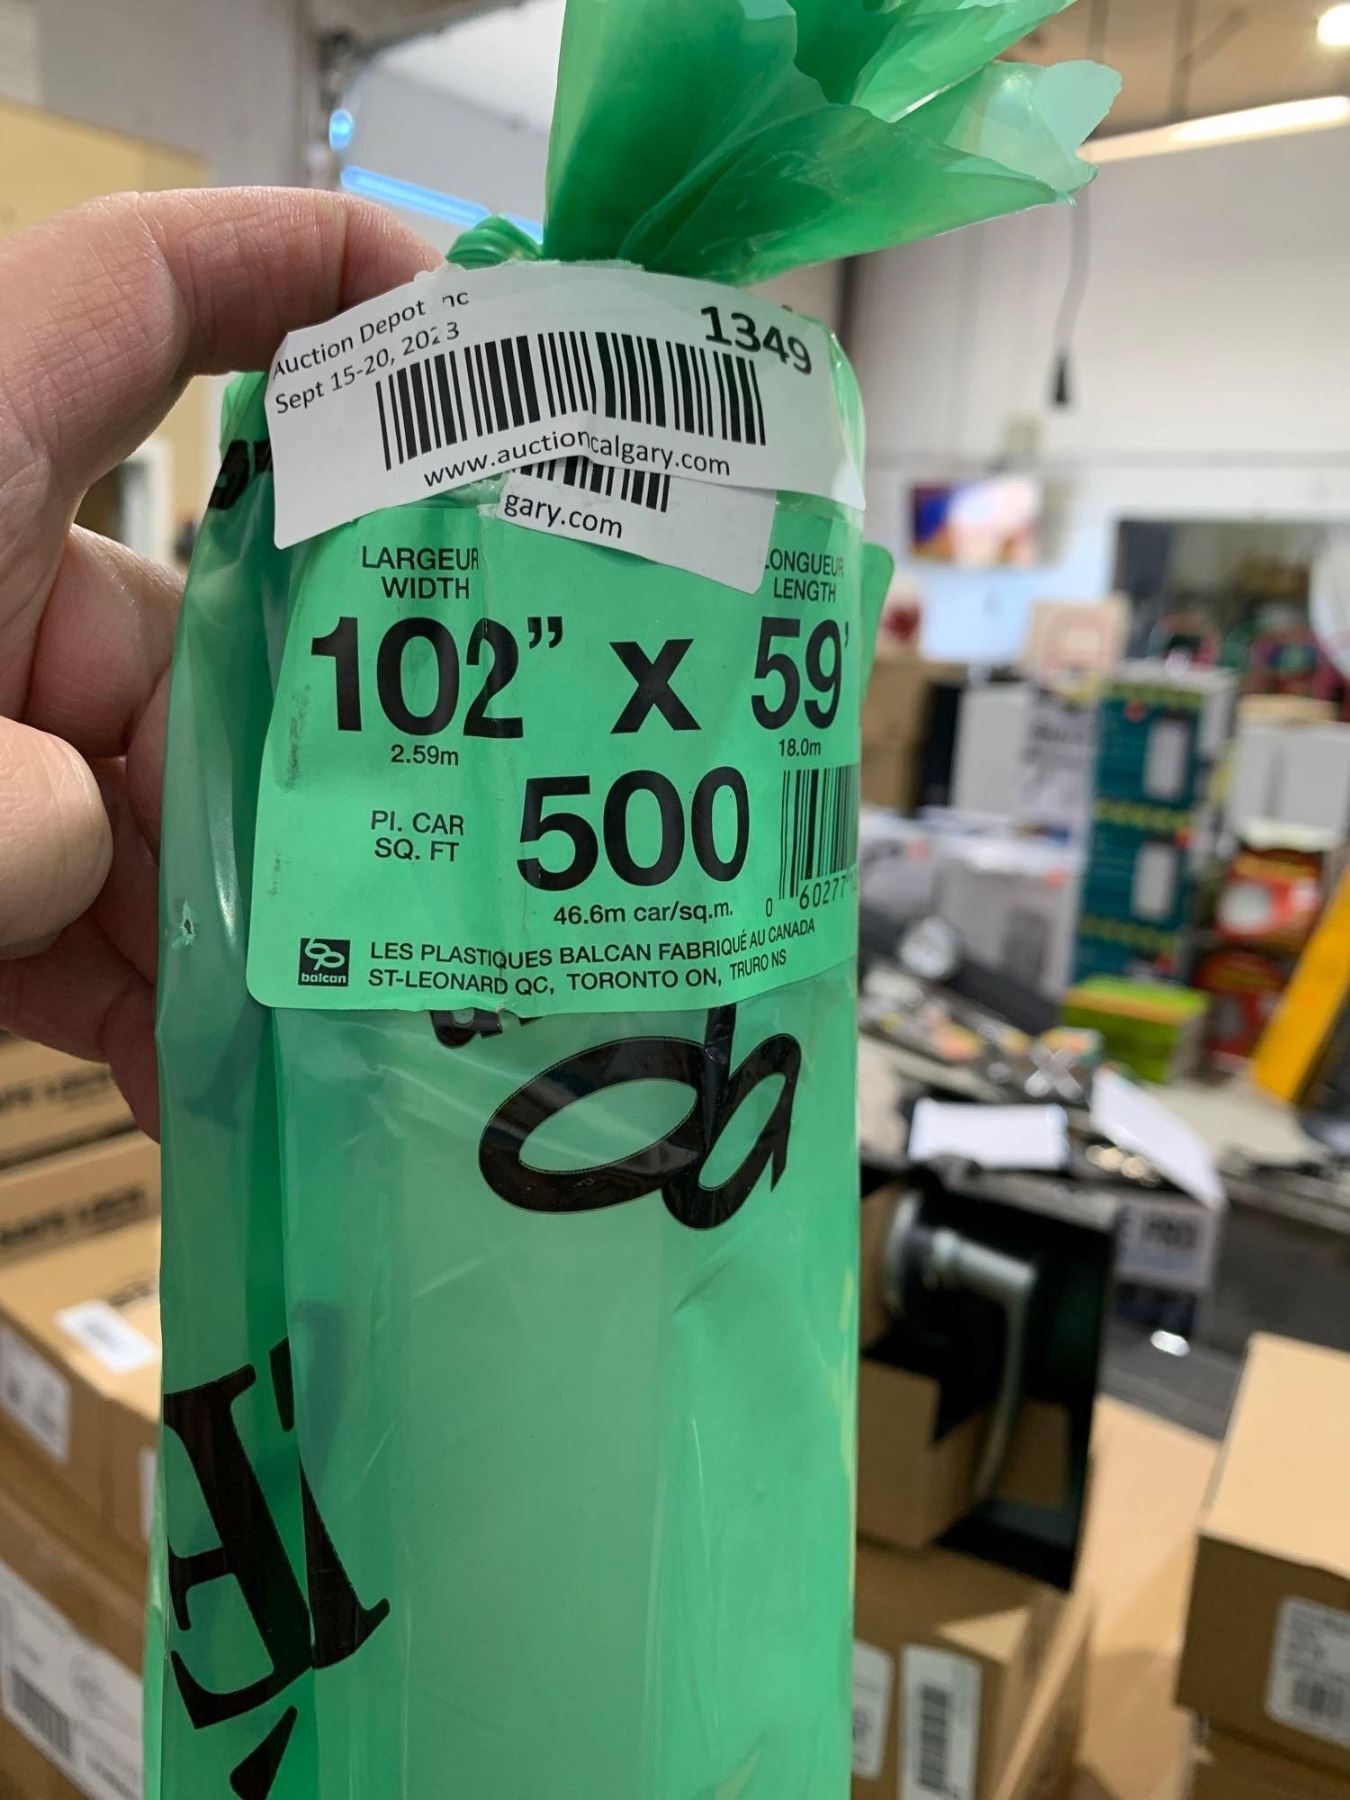 Auction Depot Inc
1349
Sept 15-20, 2023
www.auctioncalgary.com
gary.com
LARGEUR
WIDTH
LONGUEUR
LENGTH
102" x 59'
2.59m
18.0m
PI. CAR
SQ. FT
500
46.6m car/sq.m.
0 60277
balcan
LES PLASTIQUES BALCAN FABRIQUÉ AU CANADA
ST-LEONARD QC, TORONTO ON, TRURO NS